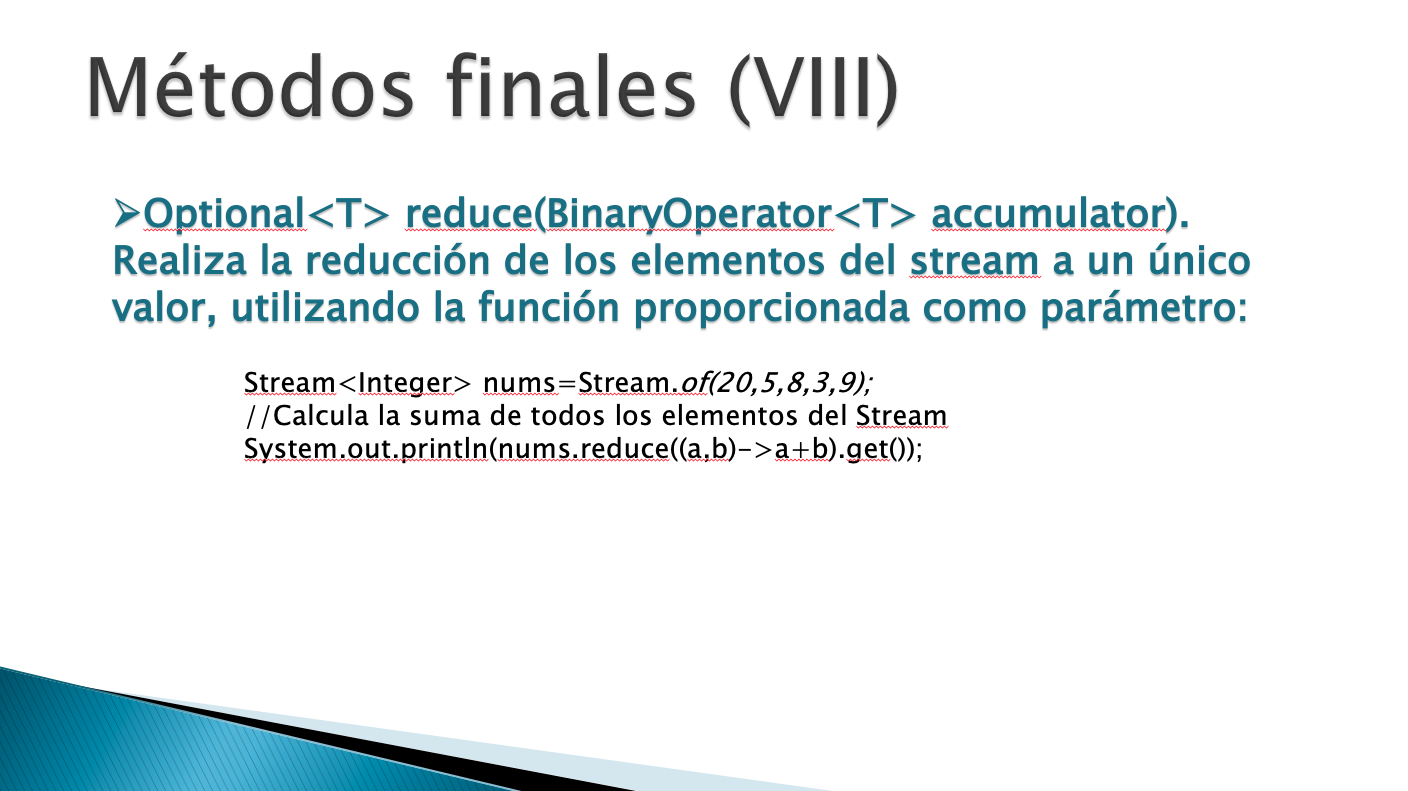 Métodos finales (VIII)
➢Optional<T> reduce(BinaryOperator<T> accumulator).
Realiza la reducción de los elementos del stream a un único
valor, utilizando la función proporcionada como parámetro:
Stream<Integer> nums=Stream.of(20,5,8,3,9);
//Calcula la suma de todos los elementos del Stream
System.out.println(nums.reduce((a,b)->a+b).get());